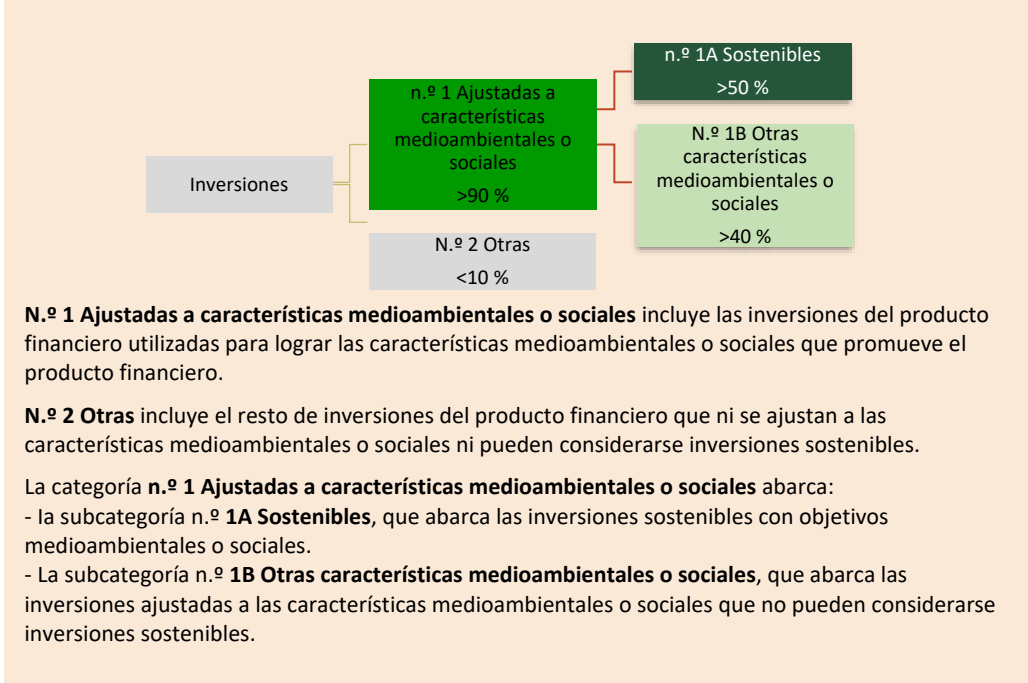 n.º 1A Sostenibles
>50 %
n.º 1 Ajustadas a
características
medioambientales o
sociales
>90 %
N.º 1B Otras
características
medioambientales o
sociales
>40 %
Inversiones
N.º 2 Otras
<10 %
N.º 1 Ajustadas a características medioambientales o sociales incluye las inversiones del producto
financiero utilizadas para lograr las características medioambientales o sociales que promueve el
producto financiero.
N.º 2 Otras incluye el resto de inversiones del producto financiero que ni se ajustan a las
características medioambientales o sociales ni pueden considerarse inversiones sostenibles.
La categoría n.º 1 Ajustadas a características medioambientales o sociales abarca:
- la subcategoría n.º 1A Sostenibles, que abarca las inversiones sostenibles con objetivos
medioambientales o sociales.
- La subcategoría n.º 1B Otras características medioambientales o sociales, que abarca las
inversiones ajustadas a las características medioambientales o sociales que no pueden considerarse
inversiones sostenibles.